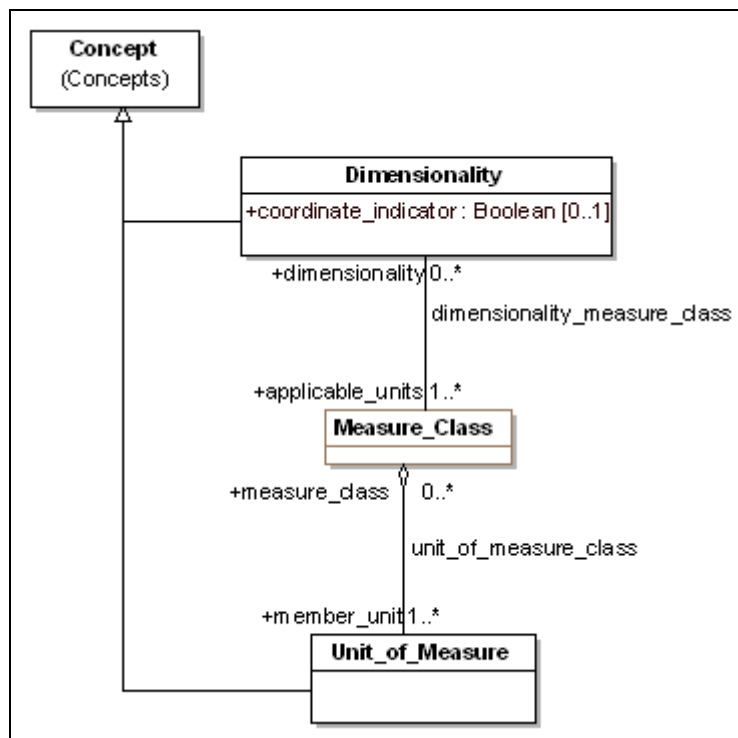 Concept
(Concepts)
Dimensionality
+coordinate_indicator : Boolean [0..1]
+dimensionality 0..*
dimensionality_measure_class
+applicable_units 1..*
Measure_Class
+measure_class 0..*
unit_of_measure_class
+member_unit 1..*
Unit_of_Measure